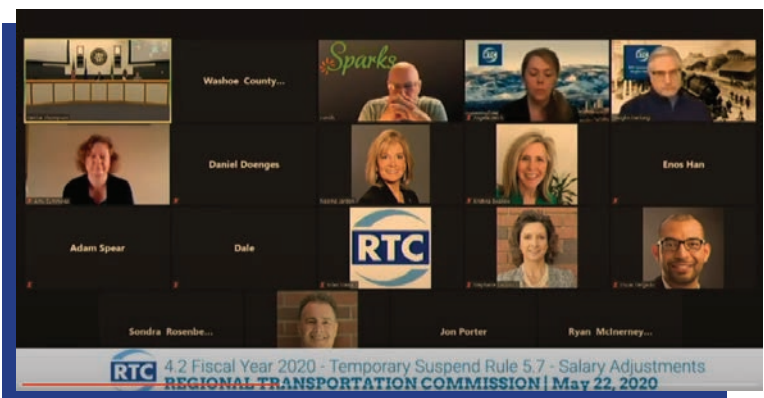 Sparks
Washoe County...
Daniel Doenges
Enos Han
Adam Spear
Dale
RTC
Sondra Rosenbe...
Jon Porter
Ryan McInerney...
RTC
4.2 Fiscal Year 2020 - Temporary Suspend Rule 5.7 - Salary Adjustments
REGIONAL TRANSPORTATION COMMISSION | May 22, 2020